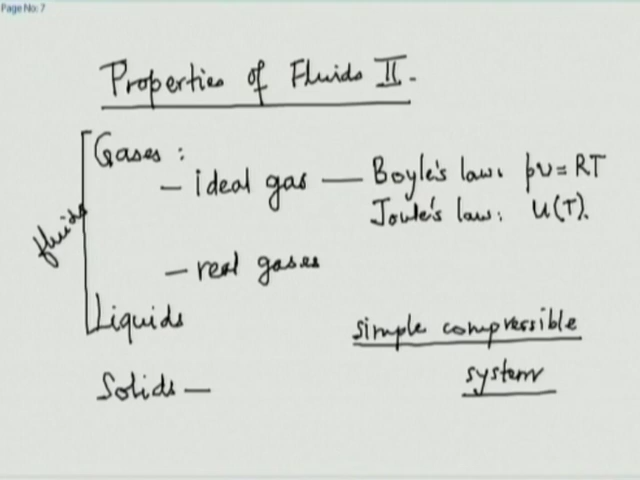 Page No: 7
Properties of Fluids II.
Gases :
- ideal gas — Boyle's law. pv = RT
Joule's law: u(T).
fluids
- real gases
Liquids
simple compressible
system
Solids —